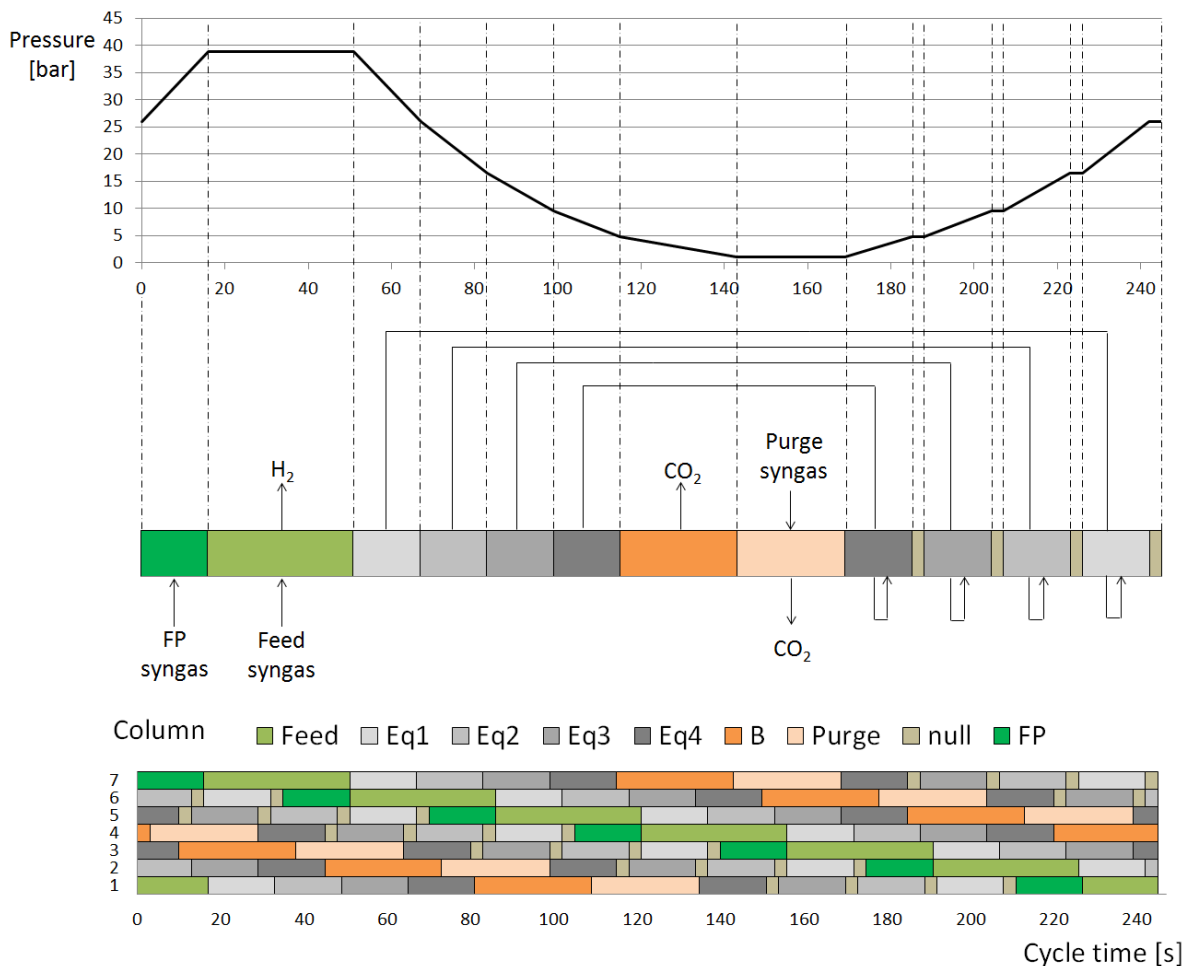 Pressure
[bar]
45
40
35
30
25
20
15
10
5
0
0 20 40 60 80 100 120 140 160 180 200 220 240
H2
CO2
Purge
syngas
FP
syngas
Feed
syngas
CO2
Column Feed Eq1 Eq2 Eq3 Eq4 B Purge null FP
7
6
5
4
3
2
1
0 20 40 60 80 100 120 140 160 180 200 220 240
Cycle time [s]